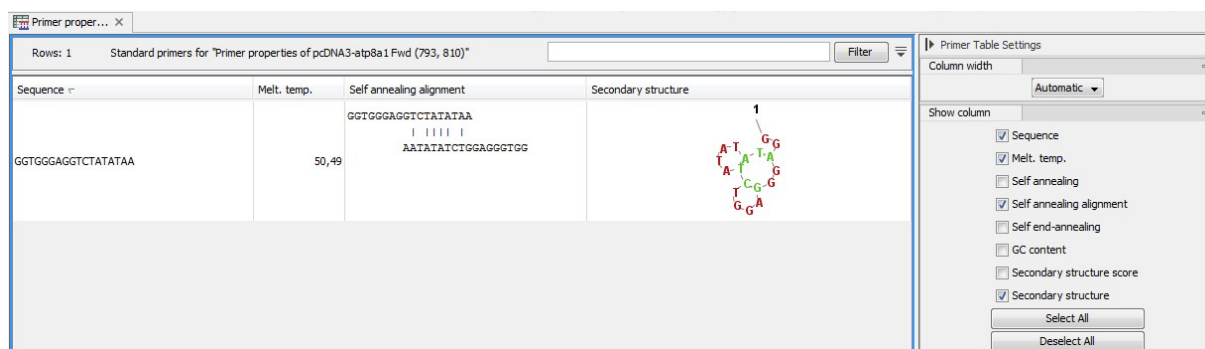 Primer proper... ×
Rows: 1 Standard primers for "Primer properties of pcDNA3-atp8a1 Fwd (793, 810)" Filter
Sequence Melt. temp. Self annealing alignment Secondary structure
GGTGGGAGGTCTATATAA 50,49
GGTGGGAGGTCTATATAA
| |||| |
AATATATCTGGAGGGTGG
1
G G
A T A T A T A
T A T G
A C G G
T G A
G G
Primer Table Settings
Column width
Automatic
Show column
Sequence
Melt. temp.
Self annealing
Self annealing alignment
Self end-annealing
GC content
Secondary structure score
Secondary structure
Select All
Deselect All